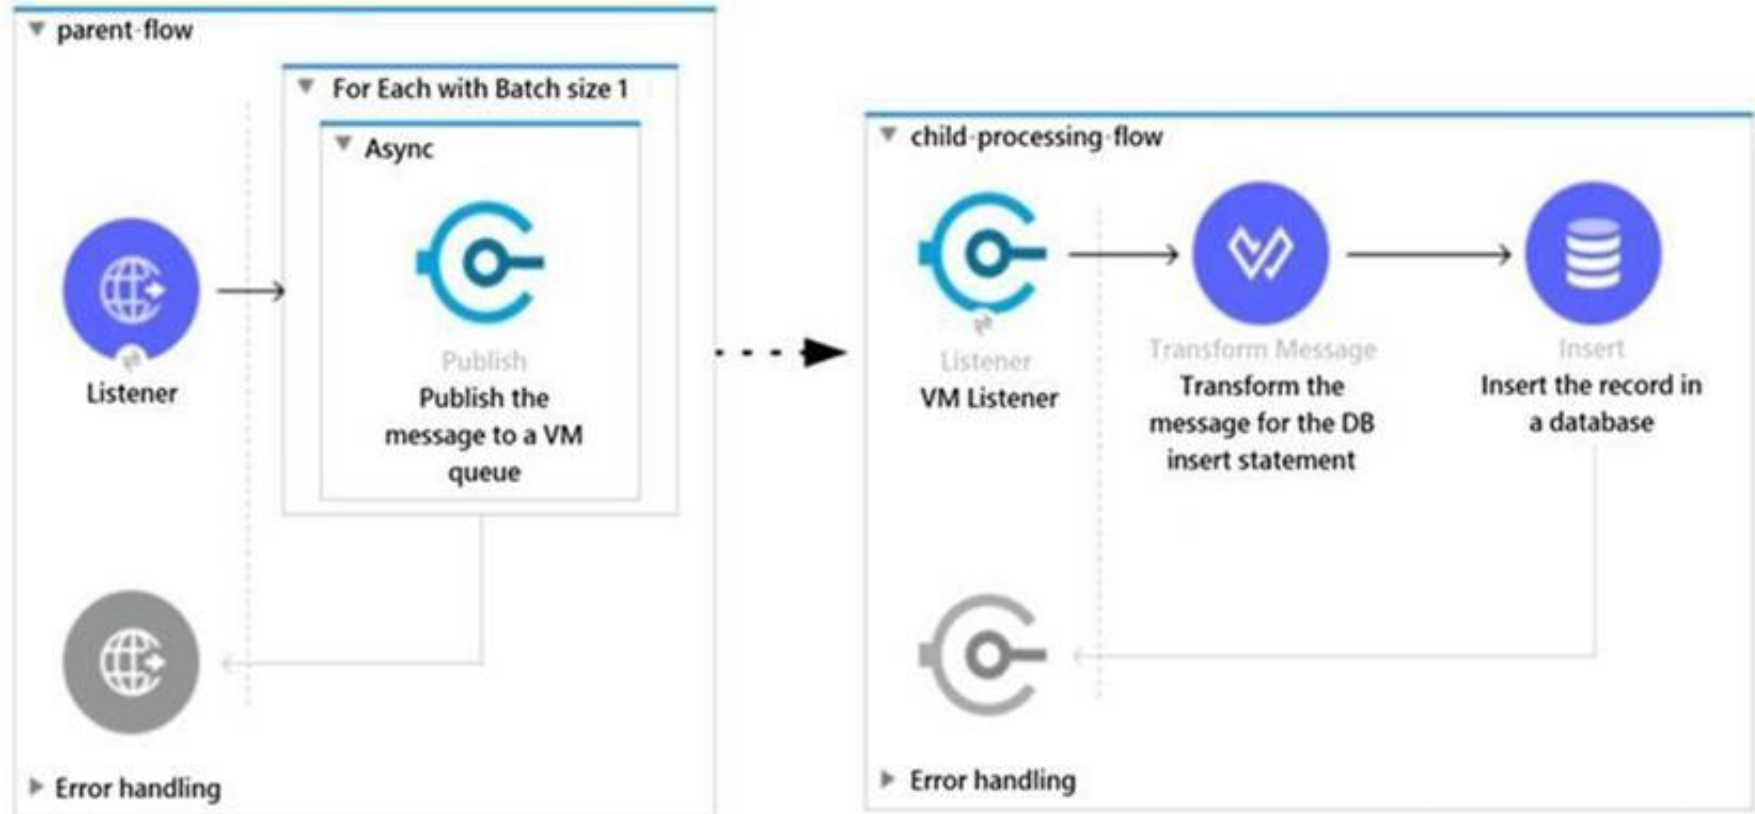 parent-flow
For Each with Batch size 1
Async
Listener
Publish
Publish the
message to a VM
queue
Error handling
child-processing-flow
Listener
VM Listener
Transform Message
Transform the
message for the DB
insert statement
Insert
Insert the record in
a database
Error handling